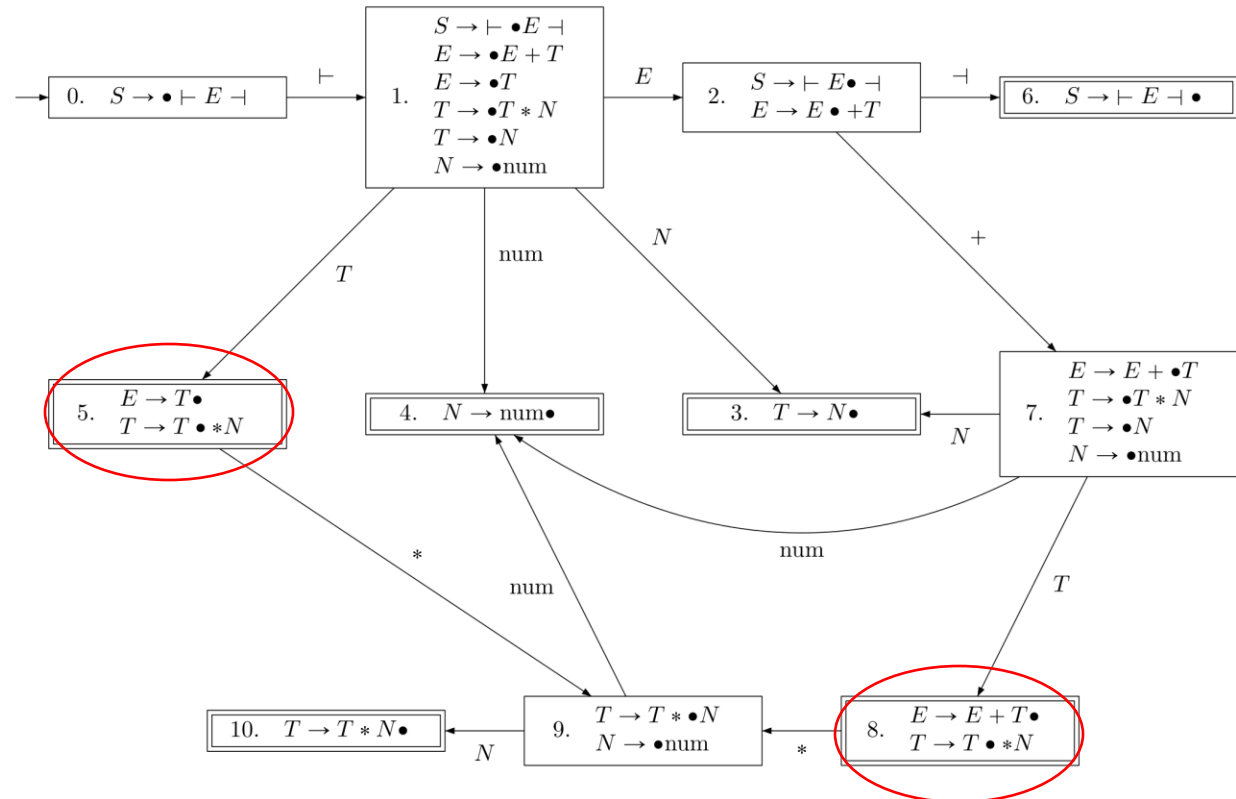 0. S → • ⊢ E ⊣
⊢
1.
S → ⊢ •E ⊣
E → •E + T
E → •T
T → •T ∗ N
T → •N
N → •num
E
2.
S → ⊢ E• ⊣
E → E • +T
⊣
6. S → ⊢ E ⊣ •
T
num
N
+
5.
E → T•
T → T • ∗N
4. N → num•
3. T → N•
N
7.
E → E + •T
T → •T ∗ N
T → •N
N → •num
∗
num
num
T
10. T → T ∗ N•
N
9.
T → T ∗ •N
N → •num
∗
8.
E → E + T•
T → T • ∗N